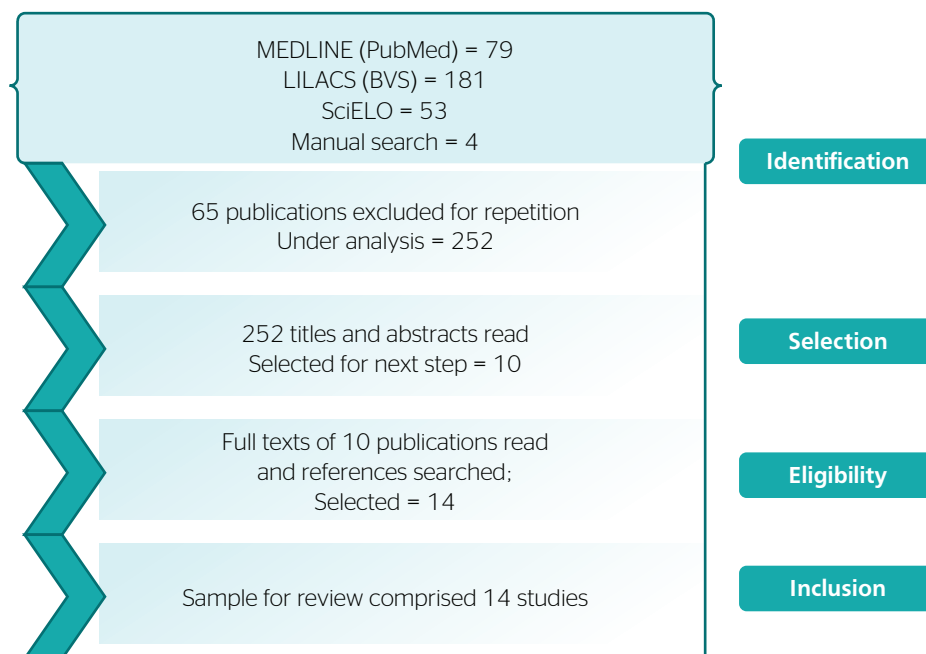 MEDLINE (PubMed) = 79
LILACS (BVS) = 181
SciELO = 53
Manual search = 4
Identification
65 publications excluded for repetition
Under analysis = 252
252 titles and abstracts read
Selected for next step = 10
Selection
Full texts of 10 publications read
and references searched;
Selected = 14
Eligibility
Sample for review comprised 14 studies
Inclusion